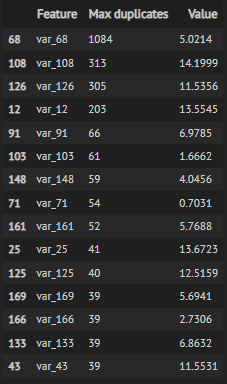 Feature Max duplicates Value
68 var_68 1084 5.0214
108 var_108 313 14.1999
126 var_126 305 11.5356
12 var_12 203 13.5545
91 var_91 66 6.9785
103 var_103 61 1.6662
148 var_148 59 4.0456
71 var_71 54 0.7031
161 var_161 52 5.7688
25 var_25 41 13.6723
125 var_125 40 12.5159
169 var_169 39 5.6941
166 var_166 39 2.7306
133 var_133 39 6.8632
43 var_43 39 11.5531